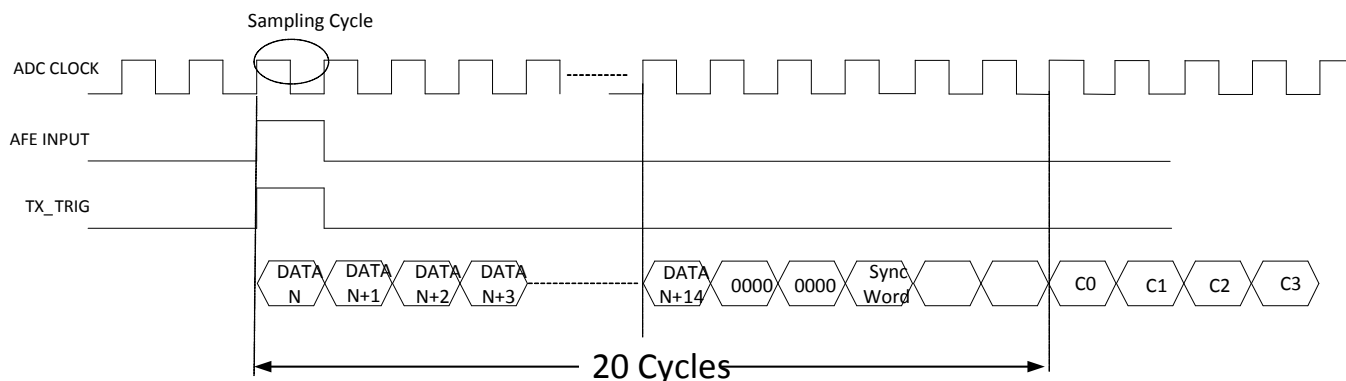 Sampling Cycle
ADC CLOCK
AFE INPUT
TX_TRIG
DATA
N
DATA
N+1
DATA
N+2
DATA
N+3
DATA
N+14
0000
0000
Sync
Word
C0
C1
C2
C3
20 Cycles